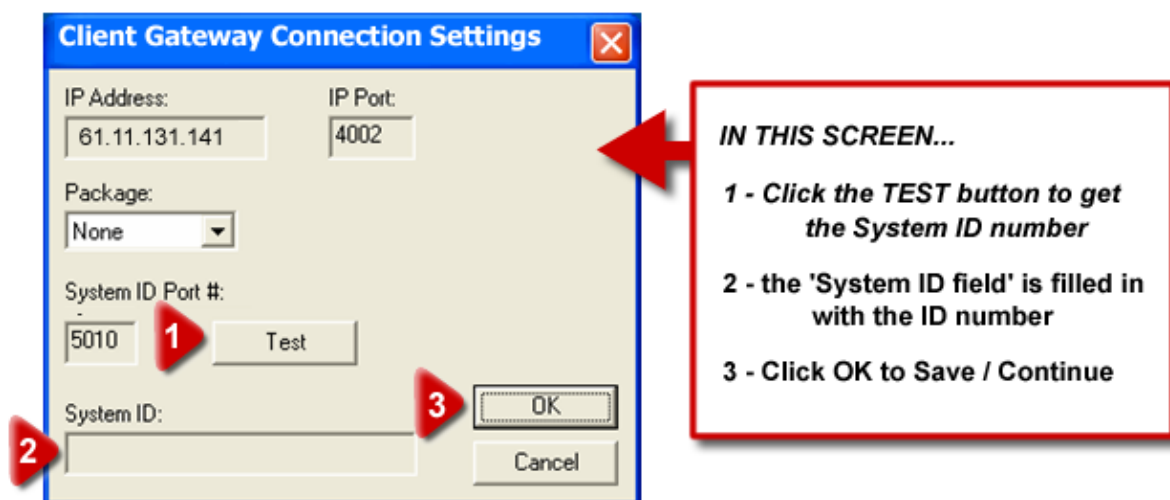 Client Gateway Connection Settings
IP Address:
IP Port:
61.11.131.141
4002
Package:
None
System ID Port #:
5010
1
Test
System ID:
2
3
OK
Cancel
IN THIS SCREEN...
1 - Click the TEST button to get
the System ID number
2 - the 'System ID field' is filled in
with the ID number
3 - Click OK to Save / Continue